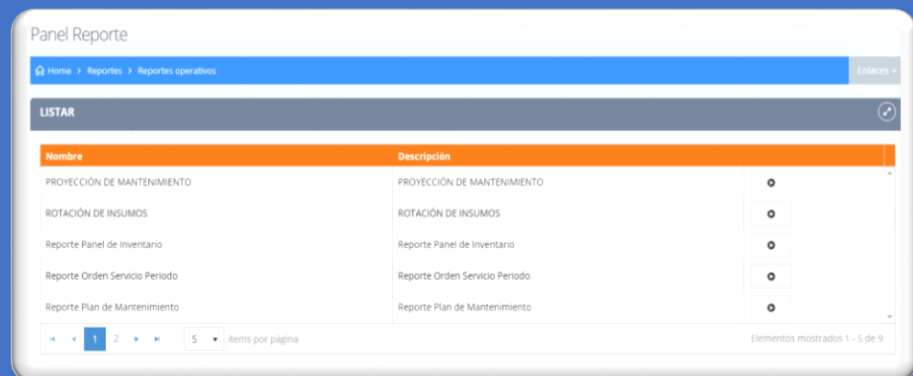 Panel Reporte
Home > Reportes > Reportes operativos Enlaces
LISTAR
Nombre Descripción
PROYECCIÓN DE MANTENIMIENTO PROYECCIÓN DE MANTENIMIENTO
ROTACIÓN DE INSUMOS ROTACIÓN DE INSUMOS
Reporte Panel de Inventario Reporte Panel de Inventario
Reporte Orden Servicio Periodo Reporte Orden Servicio Periodo
Reporte Plan de Mantenimiento Reporte Plan de Mantenimiento
1 2 5 ítems por página Elementos mostrados 1 - 5 de 9